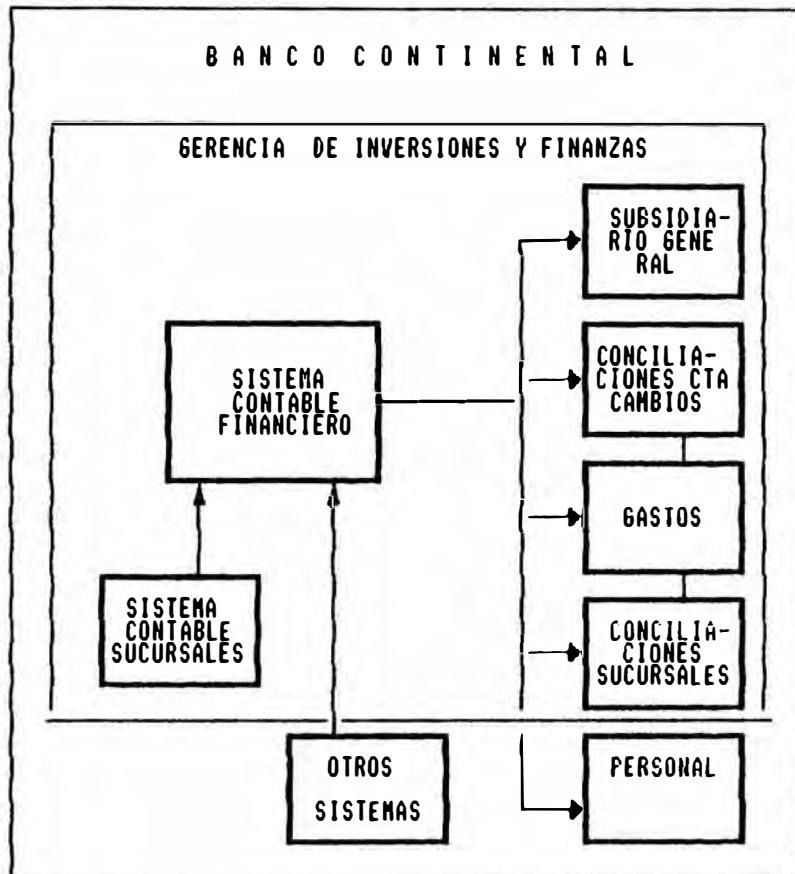 BANCO CONTINENTAL
GERENCIA DE INVERSIONES Y FINANZAS
SUBSIDIA-
RIO GENE
RAL
SISTEMA
CONTABLE
FINANCIERO
CONCILIA-
CIONES CTA
CAMBIOS
GASTOS
SISTEMA
CONTABLE
SUCURSALES
CONCILIA-
CIONES
SUCURSALES
OTROS
SISTEMAS
PERSONAL